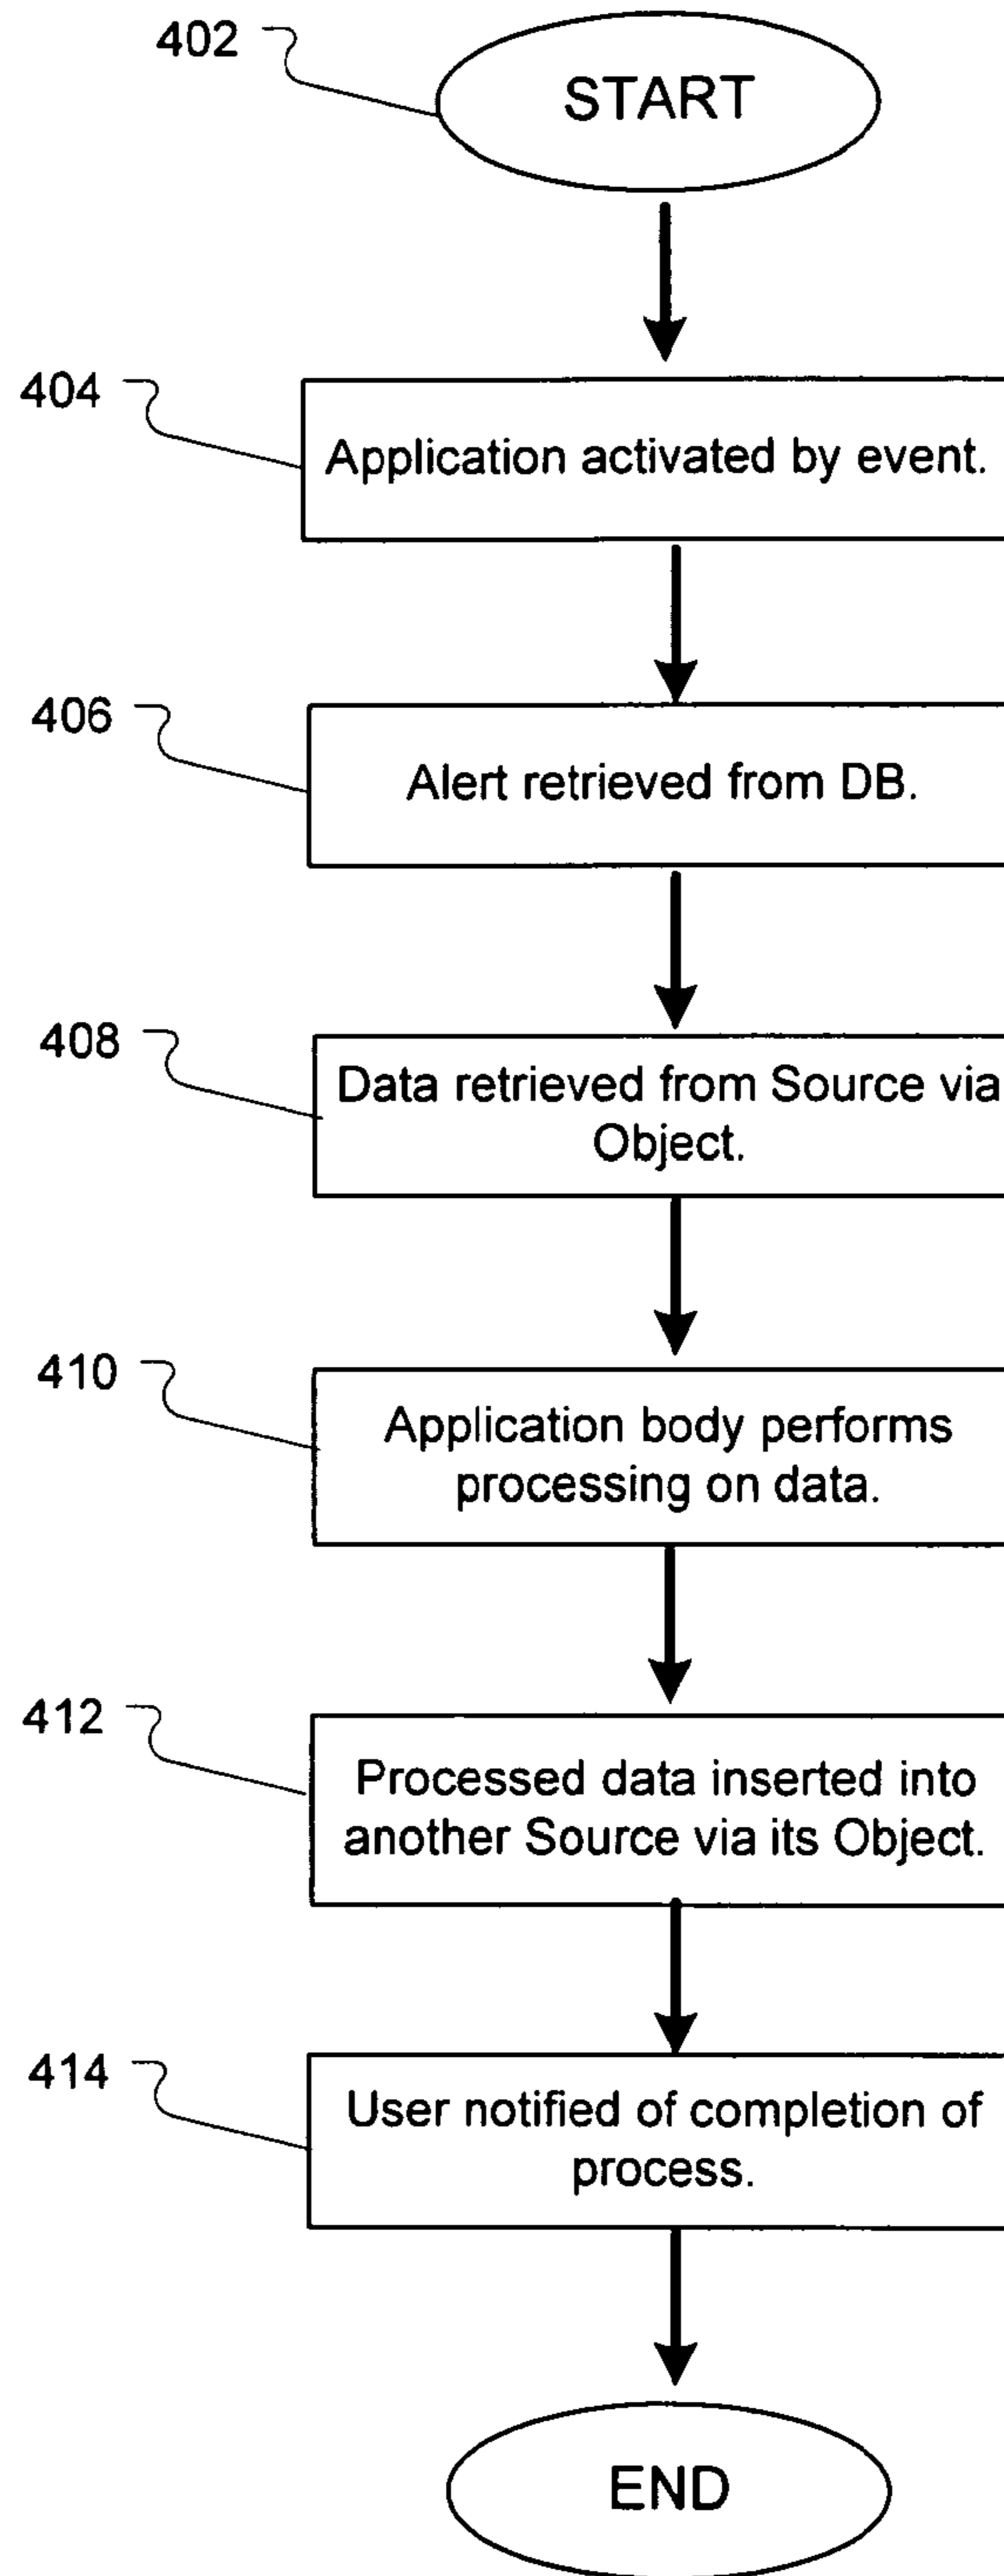 402
START
404
Application activated by event.
406
Alert retrieved from DB.
408
Data retrieved from Source via
Object.
410
Application body performs
processing on data.
412
Processed data inserted into
another Source via its Object.
414
User notified of completion of
process.
END